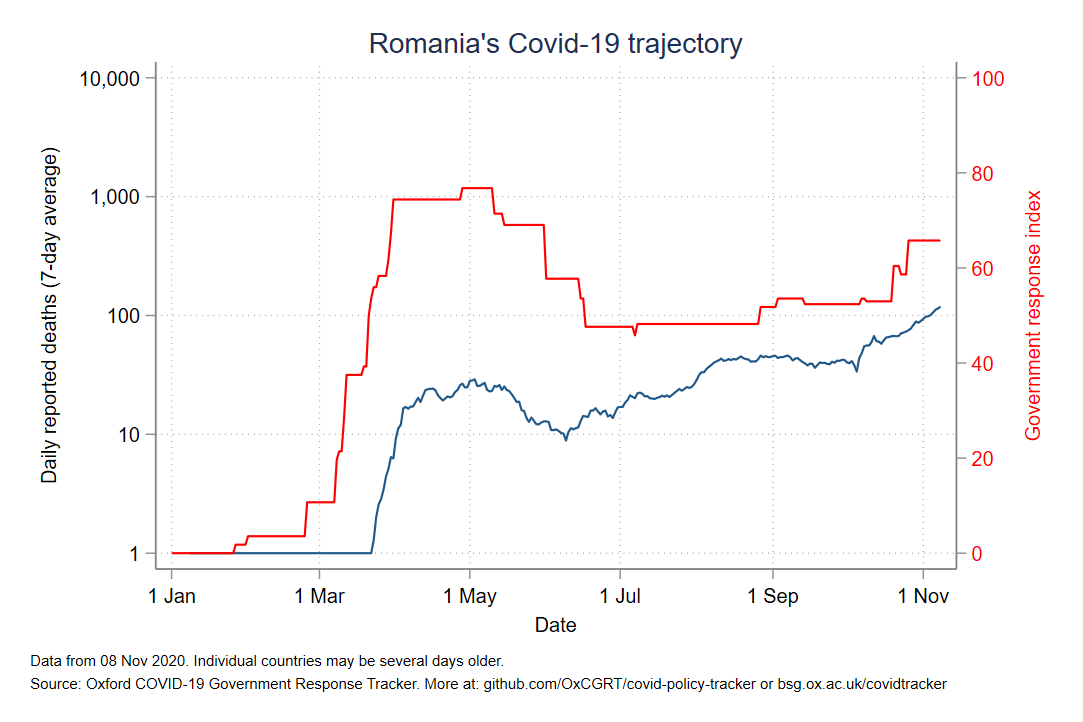 Romania's Covid-19 trajectory
10,000
1,000
100
10
1
Daily reported deaths (7-day average)
100
80
60
40
20
0
Government response index
1 Jan
1 Mar
1 May
1 Jul
1 Sep
1 Nov
Date
Data from 08 Nov 2020. Individual countries may be several days older.
Source: Oxford COVID-19 Government Response Tracker. More at: github.com/OxCGRT/covid-policy-tracker or bsg.ox.ac.uk/covidtracker